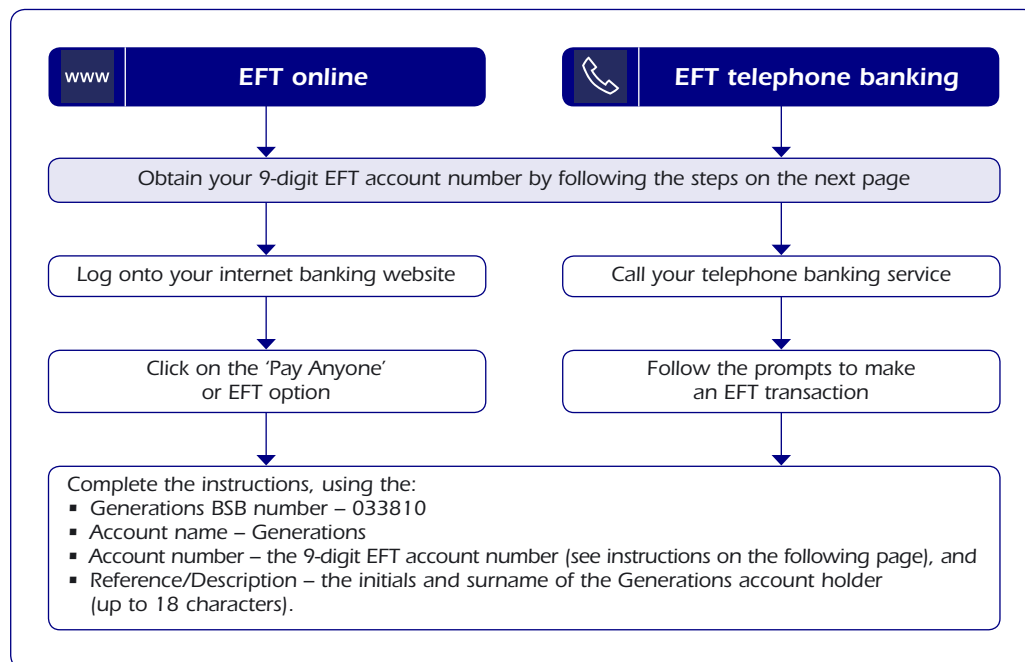 www
EFT online
EFT telephone banking
Obtain your 9-digit EFT account number by following the steps on the next page
Log onto your internet banking website
Call your telephone banking service
Click on the ‘Pay Anyone’
or EFT option
Follow the prompts to make
an EFT transaction
Complete the instructions, using the:
▪ Generations BSB number – 033810
▪ Account name – Generations
▪ Account number – the 9-digit EFT account number (see instructions on the following page), and
▪ Reference/Description – the initials and surname of the Generations account holder
(up to 18 characters).